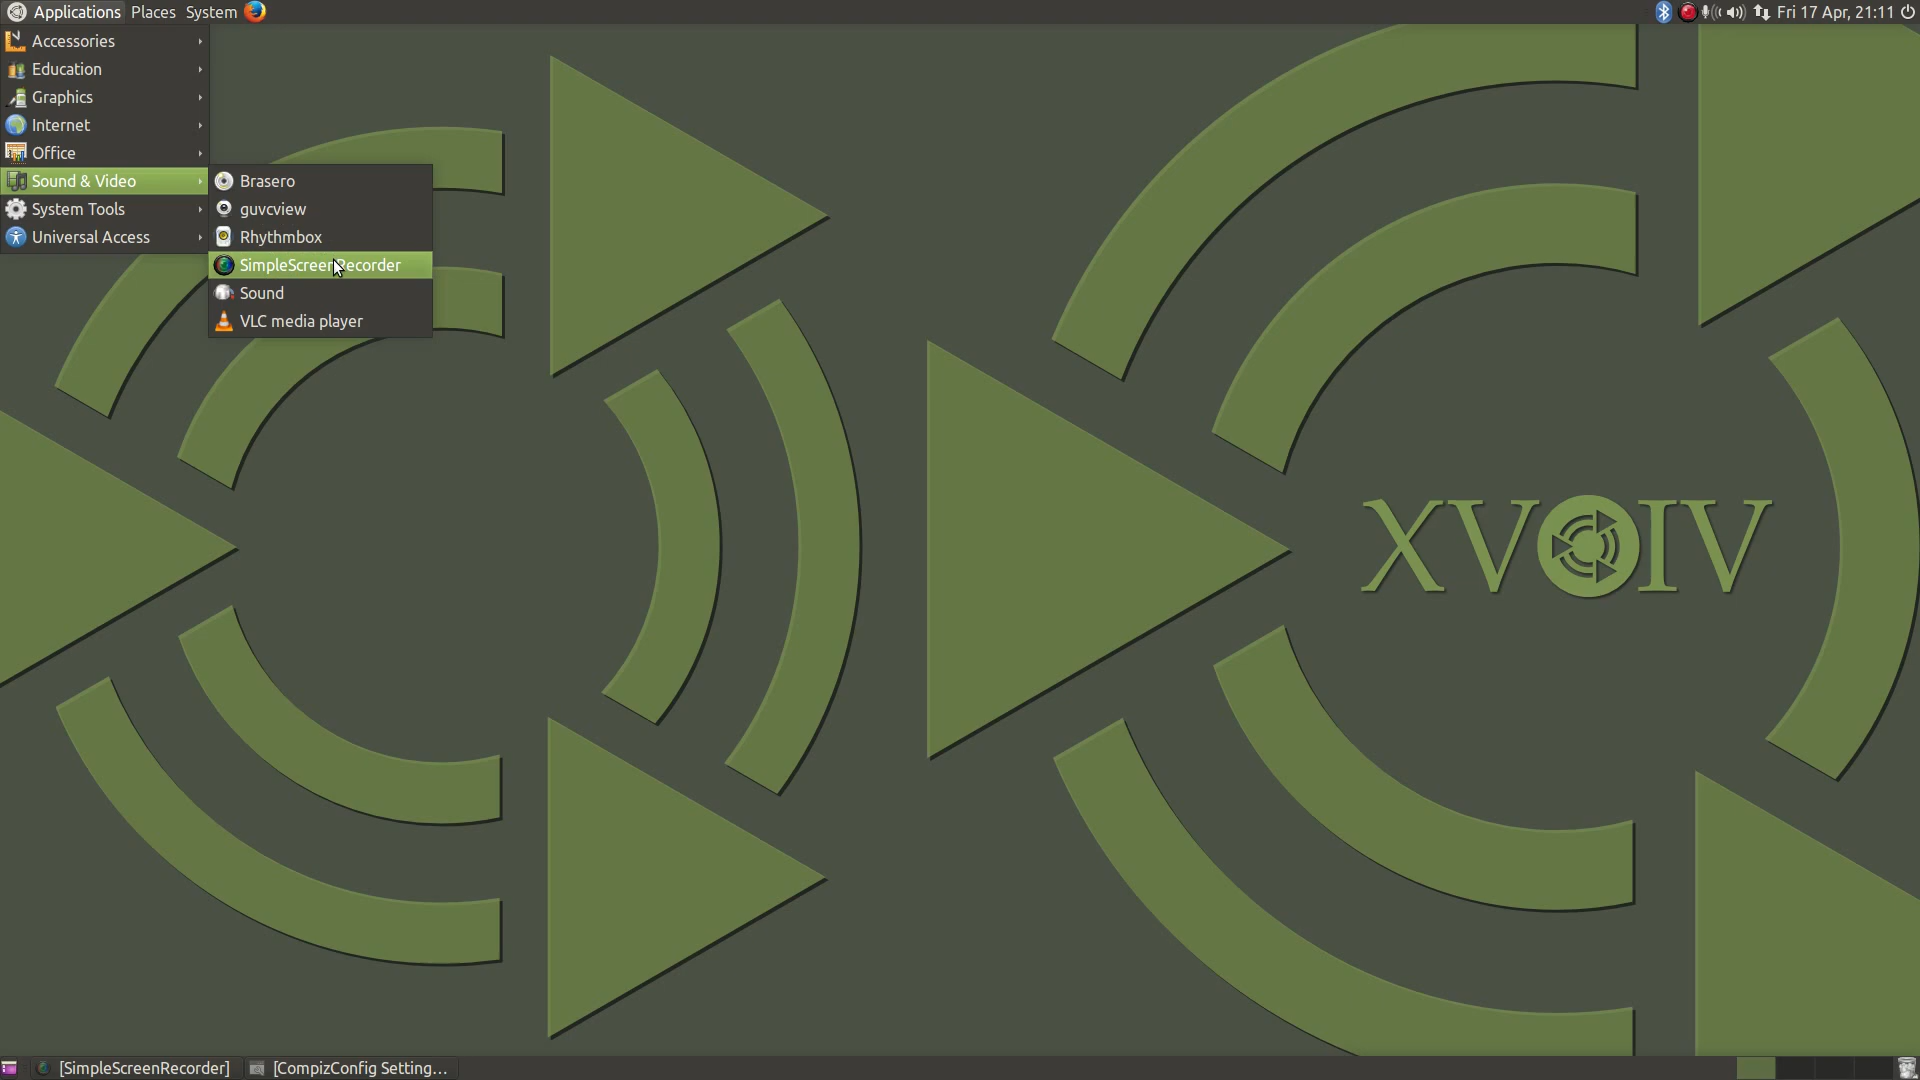 Applications Places System
Fri 17 Apr, 21:11
Accessories
Education
Graphics
Internet
Office
Sound & Video
System Tools
Universal Access
Brasero
guvcview
Rhythmbox
SimpleScreenRecorder
Sound
VLC media player
XV IV
[SimpleScreenRecorder] [CompizConfig Setting...